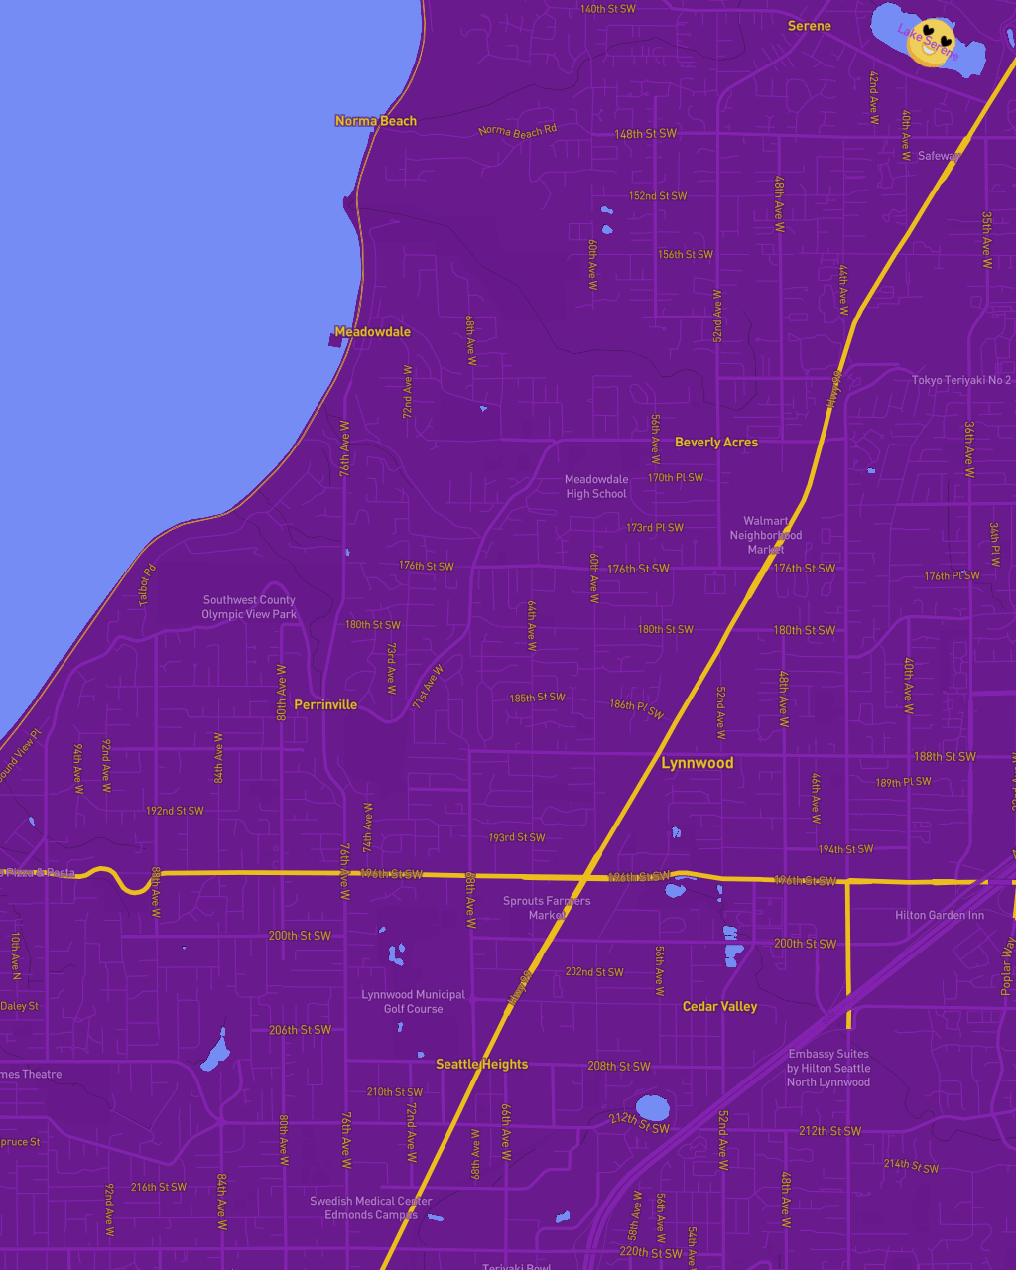 140th St SW
Serene
Lake Serene
42nd Ave W
40th Ave W
Norma Beach
Norma Beach Rd
148th St SW
Safeway
152nd St SW
48th Ave W
35th Ave W
60th Ave W
156th St SW
44th Ave W
52nd Ave W
Meadowdale
68th Ave W
72nd Ave W
Hwy 99
Tokyo Teriyaki No 2
76th Ave W
56th Ave W
Beverly Acres
36th Ave W
Meadowdale
High School
170th Pl SW
173rd Pl SW
Walmart
Neighborhood
Market
34th Pl W
176th St SW
60th Ave W
176th St SW
176th St SW
176th Pl SW
Talbot Rd
Southwest County
Olympic View Park
180th St SW
64th Ave W
180th St SW
180th St SW
73rd Ave W
71st Ave W
80th Ave W
Perrinville
185th St SW
186th Pl SW
52nd Ave W
48th Ave W
40th Ave W
Sound View Pl
94th Ave W
92nd Ave W
84th Ave W
Lynnwood
188th St SW
189th Pl SW
46th Ave W
192nd St SW
74th Ave W
193rd St SW
194th St SW
76th Ave W
Pizza & Pasta
88th Ave W
196th St SW
68th Ave W
196th St SW
196th St SW
Sprouts Farmers
Market
Hilton Garden Inn
10th Ave N
200th St SW
200th St SW
56th Ave W
Poplar Way
202nd St SW
Hwy 99
Lynnwood Municipal
Golf Course
Cedar Valley
Daley St
206th St SW
Embassy Suites
by Hilton Seattle
North Lynnwood
Seattle Heights
208th St SW
mes Theatre
210th St SW
212th St SW
212th St SW
80th Ave W
76th Ave W
72nd Ave W
66th Ave W
68th Ave W
52nd Ave W
pruce St
214th St SW
216th St SW
92nd Ave W
84th Ave W
Swedish Medical Center
Edmonds Campus
58th Ave W
56th Ave W
54th Ave
48th Ave W
220th St SW
Teriyaki Bowl